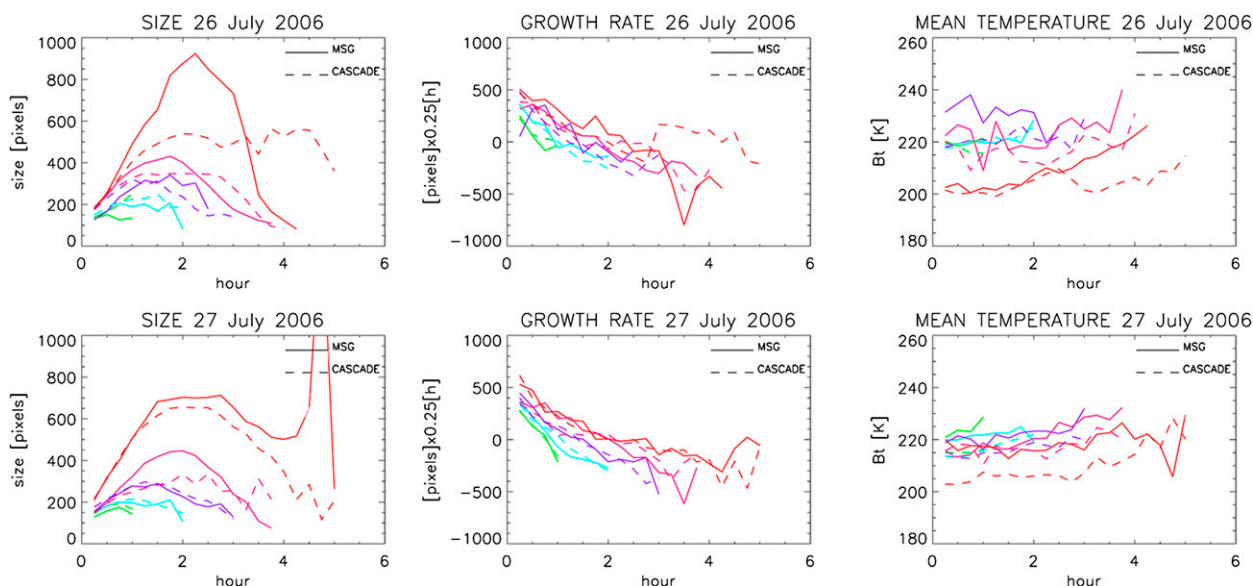 SIZE 26 July 2006
1000
800
600
400
200
0
size [pixels]
0 2 4 6
hour
MSG
CASCADE
GROWTH RATE 26 July 2006
1000
500
0
−500
−1000
[pixels]x0.25[h]
0 2 4 6
hour
MSG
CASCADE
MEAN TEMPERATURE 26 July 2006
260
240
220
200
180
Bt [K]
0 2 4 6
hour
MSG
CASCADE
SIZE 27 July 2006
1000
800
600
400
200
0
size [pixels]
0 2 4 6
hour
MSG
CASCADE
GROWTH RATE 27 July 2006
1000
500
0
−500
−1000
[pixels]x0.25[h]
0 2 4 6
hour
MSG
CASCADE
MEAN TEMPERATURE 27 July 2006
260
240
220
200
180
Bt [K]
0 2 4 6
hour
MSG
CASCADE